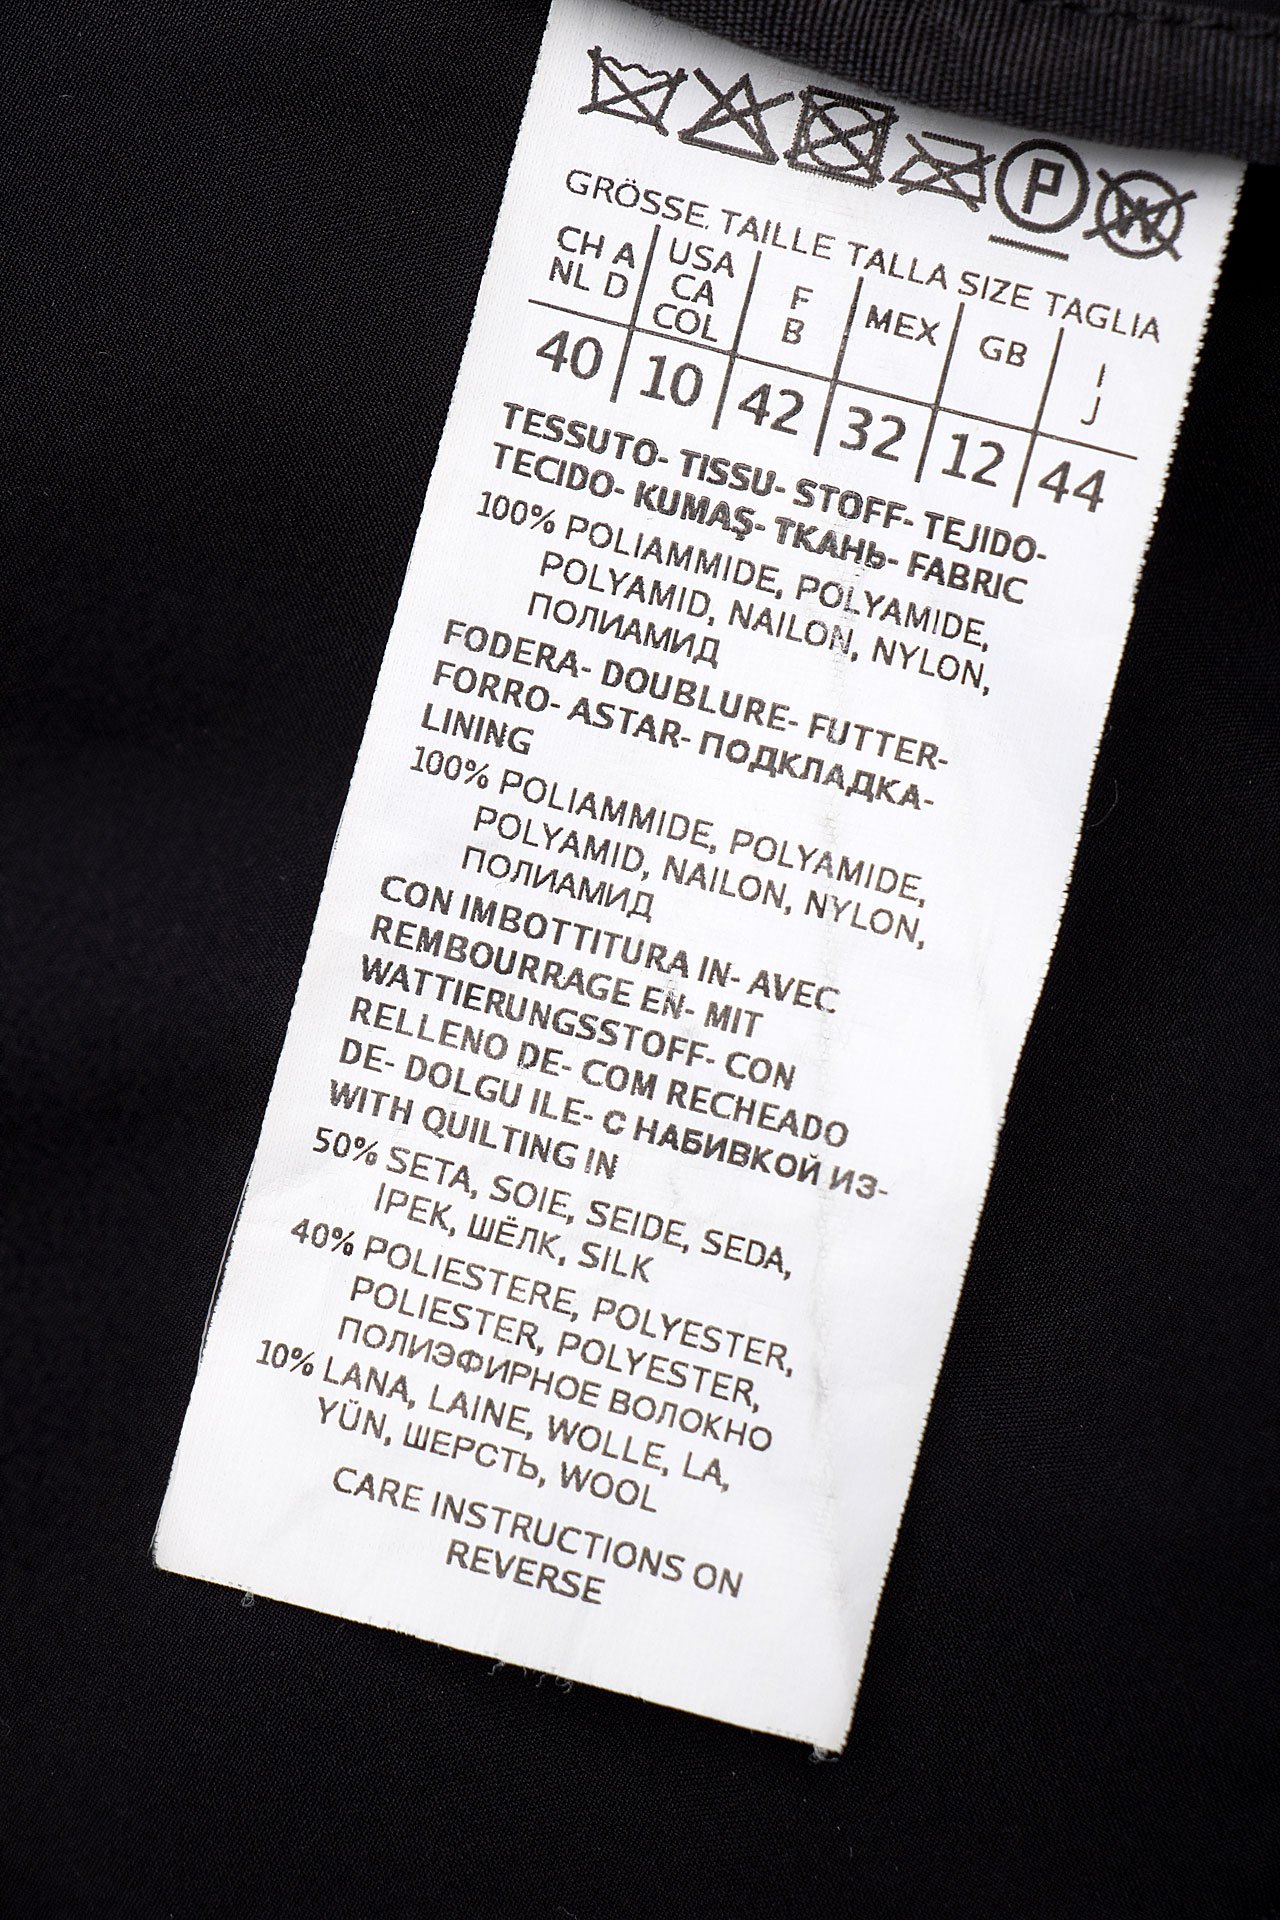 P W
GRÖSSE TAILLE TALLA SIZE TAGLIA
CH A NL D | USA CA COL | F B | MEX | GB | I J
40 | 10 | 42 | 32 | 12 | 44
TESSUTO- TISSU- STOFF- TEJIDO-
TECIDO- KUMAŞ- ТКАНЬ- FABRIC
100% POLIAMMIDE, POLYAMIDE,
POLYAMID, NAILON, NYLON,
ПОЛИАМИД
FODERA- DOUBLURE- FUTTER-
FORRO- ASTAR- ПОДКЛАДКА-
LINING
100% POLIAMMIDE, POLYAMIDE,
POLYAMID, NAILON, NYLON,
ПОЛИАМИД
CON IMBOTTITURA IN- AVEC
REMBOURRAGE EN- MIT
WATTIERUNGSSTOFF- CON
RELLENO DE- COM RECHEADO
DE- DOLGU ILE- С НАБИВКОЙ ИЗ-
WITH QUILTING IN
50% SETA, SOIE, SEIDE, SEDA,
IPEK, ШЁЛК, SILK
40% POLIESTERE, POLYESTER,
POLIESTER, POLYESTER,
ПОЛИЭФИРНОЕ ВОЛОКНО
10% LANA, LAINE, WOLLE, LA,
YÜN, ШЕРСТЬ, WOOL
CARE INSTRUCTIONS ON
REVERSE